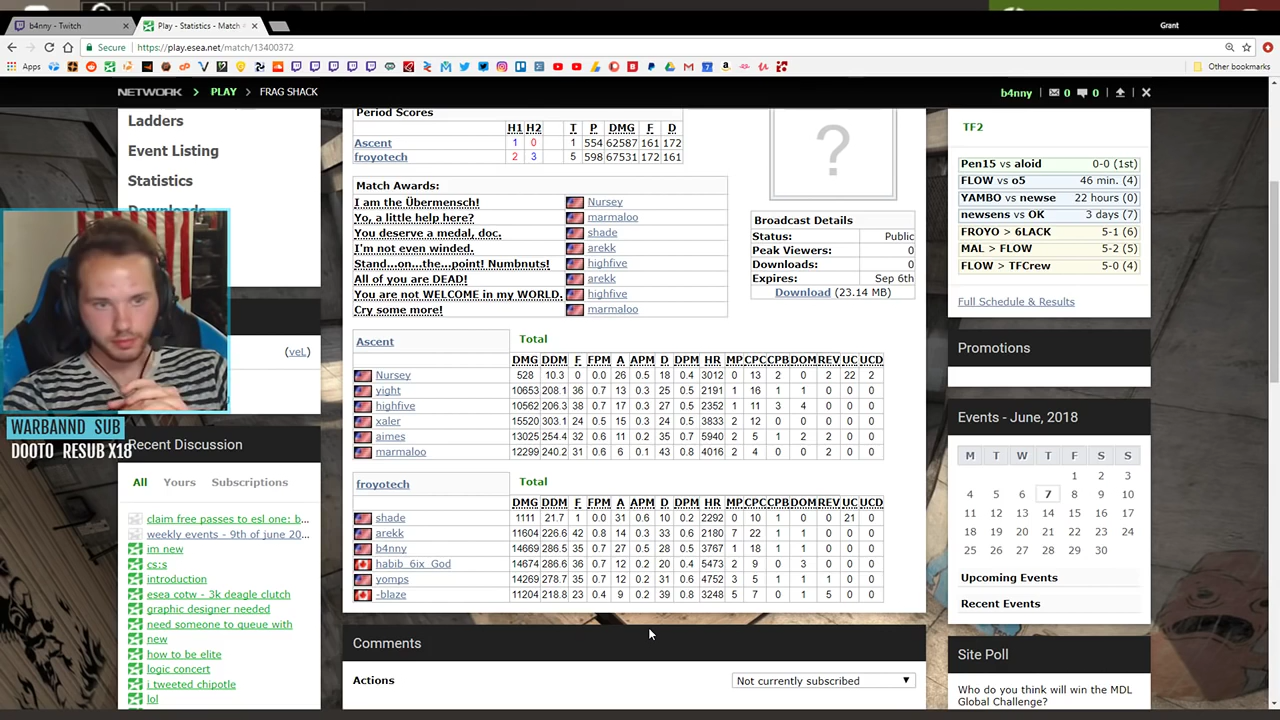 b4nny - Twitch
Play - Statistics - Match
Grant
Secure
https://play.esea.net/match/13400372
Apps
Other bookmarks
NETWORK > PLAY > FRAG SHACK
b4nny
0
0
Ladders
Event Listing
Statistics
Downloads
(veL)
WARBANND SUB
DOOTO RESUB X18
Recent Discussion
All Yours Subscriptions
claim free passes to esl one: b...
weekly events - 9th of june 20...
im new
cs:s
introduction
esea cotw - 3k deagle clutch
graphic designer needed
need someone to queue with
new
how to be elite
logic concert
i tweeted chipotle
lol
Period Scores
H1 H2 T P DMG F D
Ascent 1 0 1 554 62587 161 172
froyotech 2 3 5 598 67531 172 161
Match Awards:
I am the Übermensch! Nursey
Yo, a little help here? marmaloo
You deserve a medal, doc. shade
I'm not even winded. arekk
Stand...on...the...point! Numbnuts! highfive
All of you are DEAD! arekk
You are not WELCOME in my WORLD. highfive
Cry some more! marmaloo
?
Broadcast Details
Status: Public
Peak Viewers: 0
Downloads: 0
Expires: Sep 6th
Download (23.14 MB)
Ascent Total
DMG DDM F FPM A APM D DPM HR MP CPC CPB DOM REV UC UCD
Nursey 528 10.3 0 0.0 26 0.5 18 0.4 3012 0 13 2 0 2 22 2
yight 10653 208.1 36 0.7 13 0.3 25 0.5 2191 1 16 1 1 0 0 0
highfive 10562 206.3 38 0.7 17 0.3 27 0.5 2352 1 11 3 4 0 0 0
xaler 15520 303.1 24 0.5 15 0.3 24 0.5 3833 2 12 0 0 0 0 0
aimes 13025 254.4 32 0.6 11 0.2 35 0.7 5940 2 5 1 2 2 0 0
marmaloo 12299 240.2 31 0.6 6 0.1 43 0.8 4016 2 4 0 2 0 0 0
froyotech Total
DMG DDM F FPM A APM D DPM HR MP CPC CPB DOM REV UC UCD
shade 1111 21.7 1 0.0 31 0.6 10 0.2 2292 0 10 1 0 0 21 0
arekk 11604 226.6 42 0.8 14 0.3 33 0.6 2180 7 22 1 1 0 0 0
b4nny 14669 286.5 35 0.7 27 0.5 28 0.5 3767 1 18 1 1 0 0 0
habib_6ix_God 14674 286.6 36 0.7 12 0.2 20 0.4 5473 2 9 0 3 0 0 0
yomps 14269 278.7 35 0.7 12 0.2 31 0.6 4752 3 5 1 1 1 0 0
-blaze 11204 218.8 23 0.4 9 0.2 39 0.8 3248 5 7 0 1 5 0 0
Comments
Actions
Not currently subscribed
TF2
Pen15 vs aloid 0-0 (1st)
FLOW vs o5 46 min. (4)
YAMBO vs newse 22 hours (0)
newsens vs OK 3 days (7)
FROYO > 6LACK 5-1 (6)
MAL > FLOW 5-2 (5)
FLOW > TFCrew 5-0 (4)
Full Schedule & Results
Promotions
Events - June, 2018
M T W T F S S
1 2 3
4 5 6 7 8 9 10
11 12 13 14 15 16 17
18 19 20 21 22 23 24
25 26 27 28 29 30
Upcoming Events
Recent Events
Site Poll
Who do you think will win the MDL
Global Challenge?